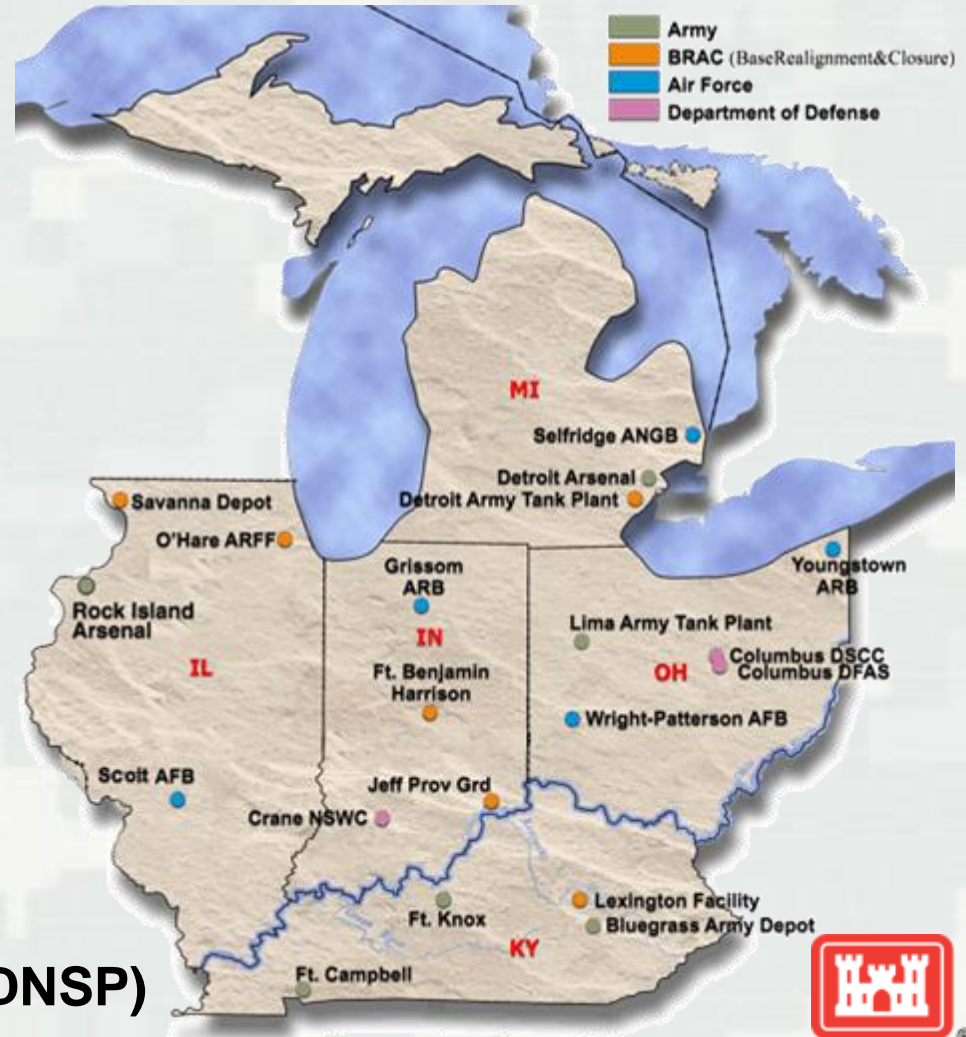 Army
BRAC (BaseRealignment&Closure)
Air Force
Department of Defense
MI
Selfridge ANGB
Detroit Arsenal
Detroit Army Tank Plant
Savanna Depot
O'Hare ARFF
Rock Island
Arsenal
IL
Scott AFB
Grissom
ARB
IN
Ft. Benjamin
Harrison
Jeff Prov Grd
Crane NSWC
Youngstown
ARB
Lima Army Tank Plant
Columbus DSCC
Columbus DFAS
OH
Wright-Patterson AFB
Lexington Facility
Bluegrass Army Depot
Ft. Knox
KY
Ft. Campbell
ONSP)